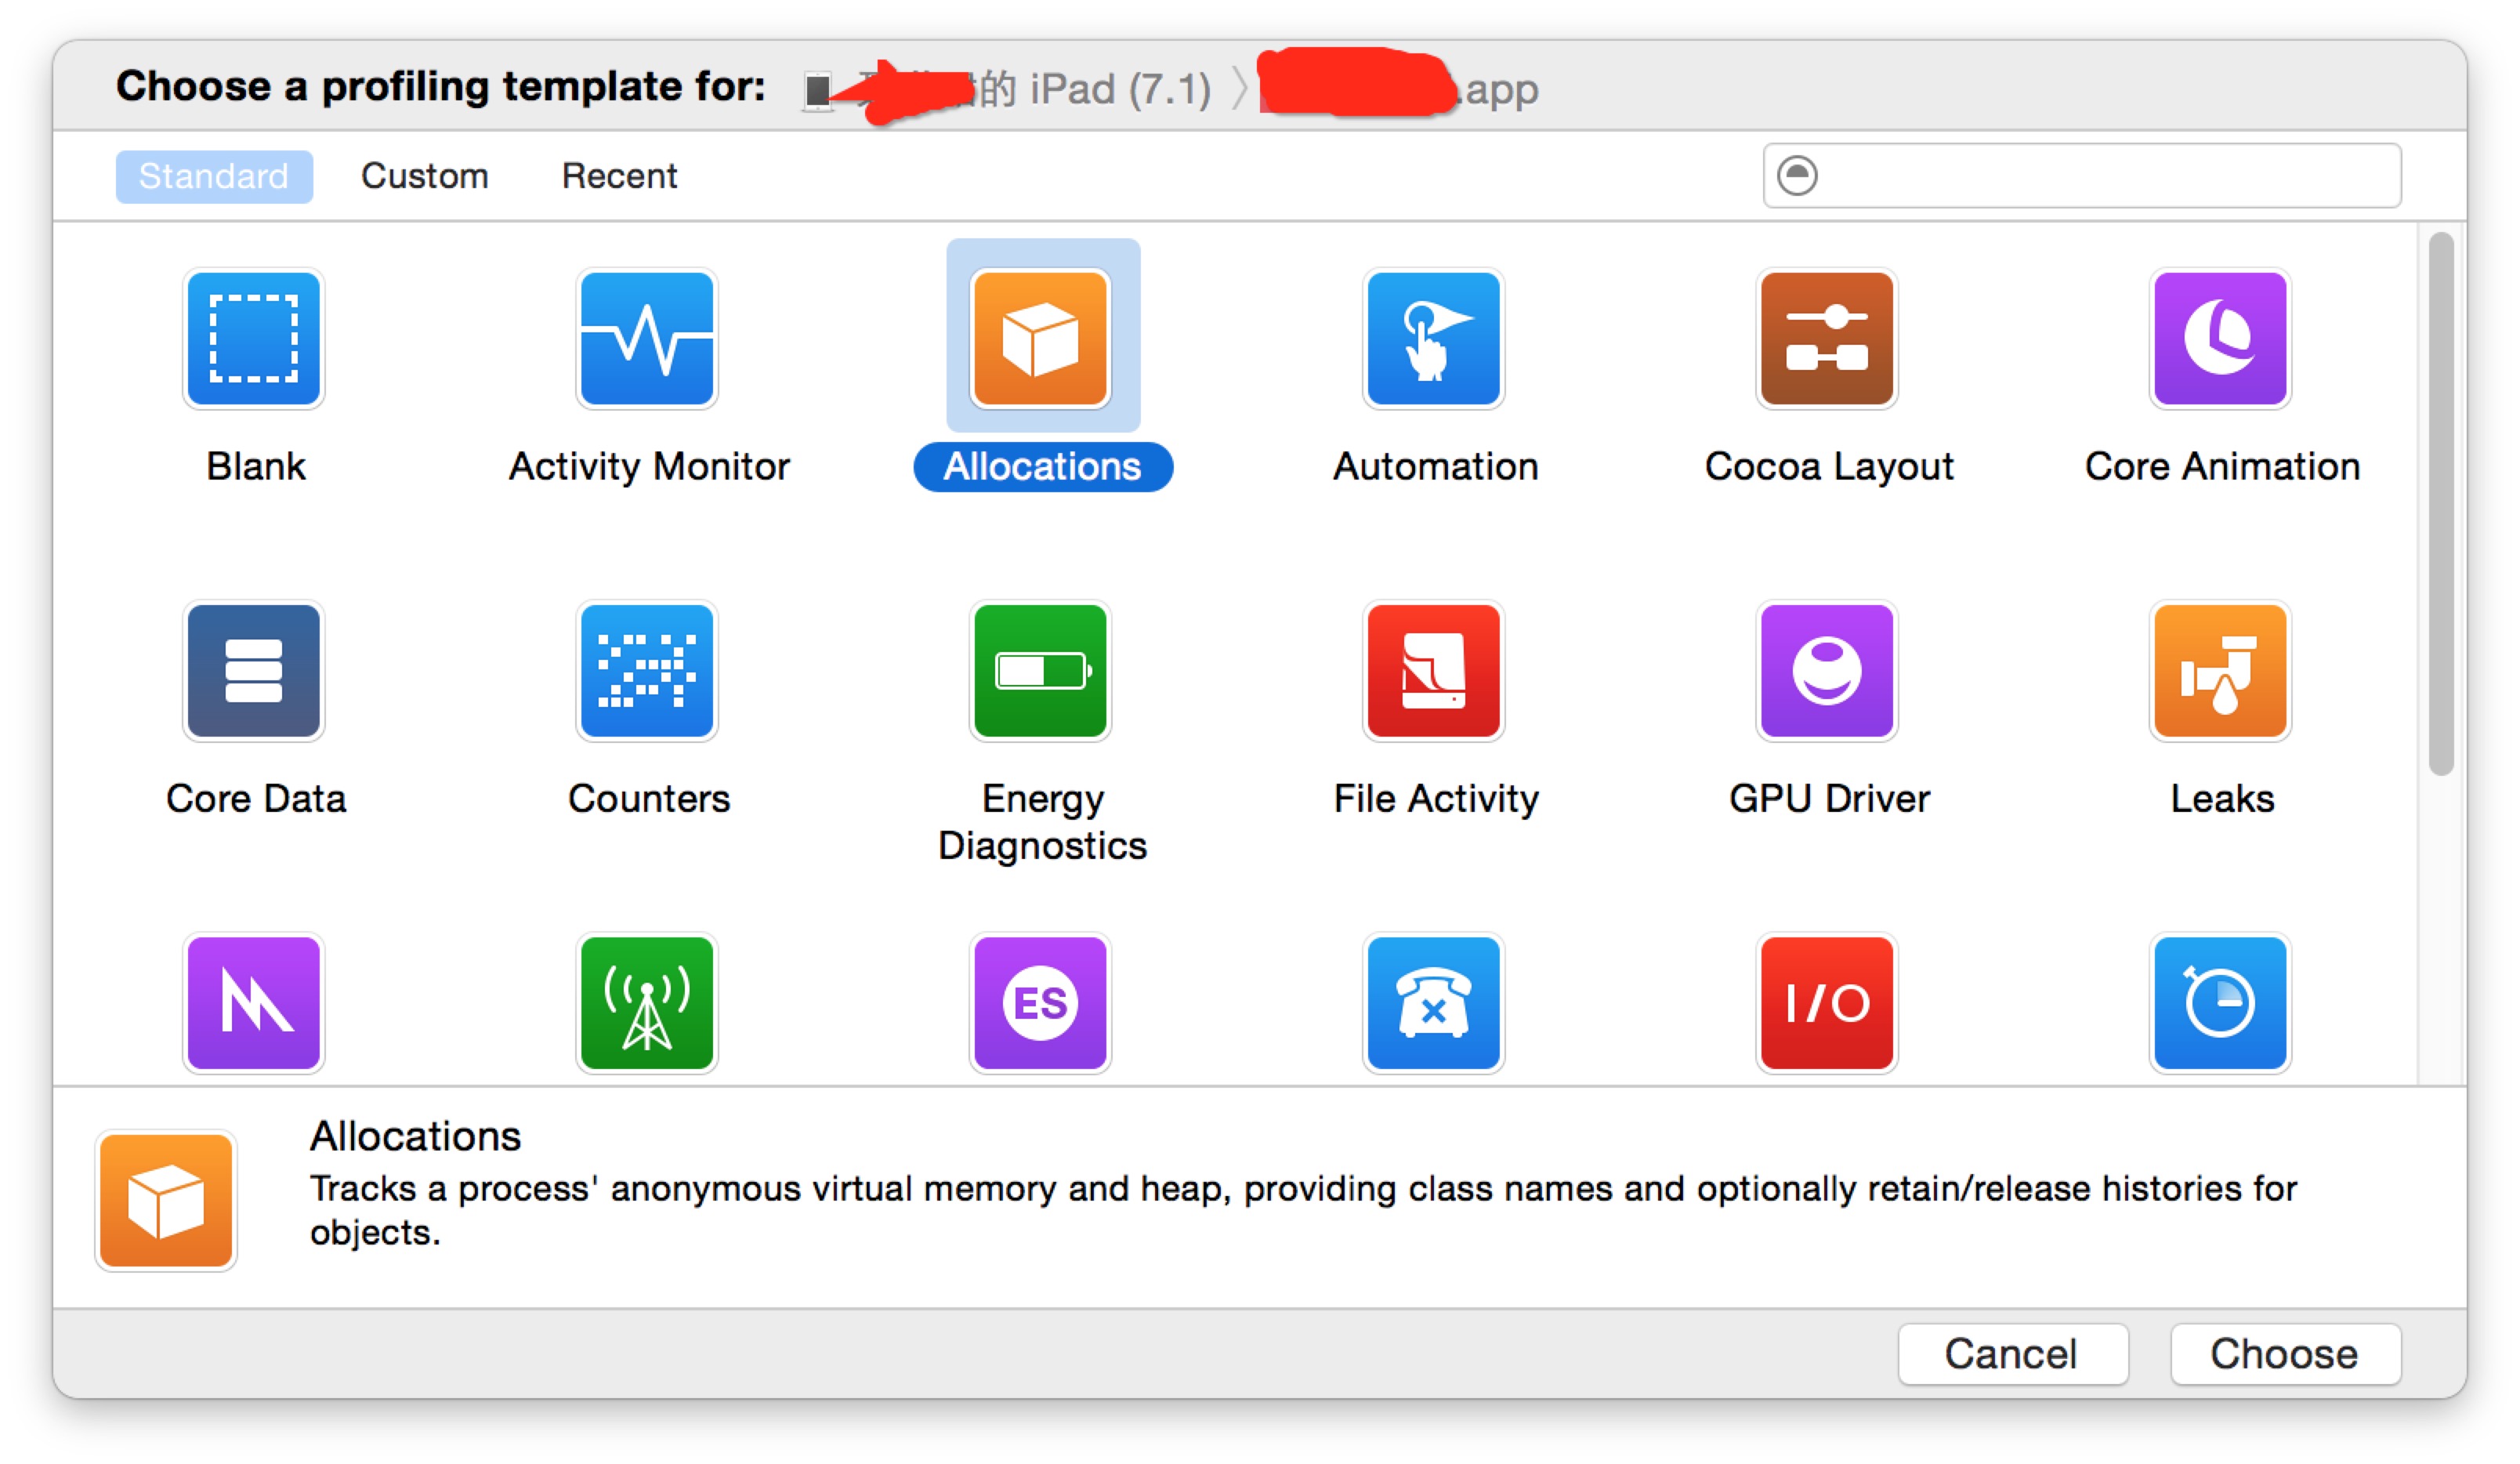 Choose a profiling template for: 的 iPad (7.1) 〉 .app
Standard Custom Recent
Blank Activity Monitor Allocations Automation Cocoa Layout Core Animation
Core Data Counters Energy Diagnostics File Activity GPU Driver Leaks
ES I/O
Allocations
Tracks a process' anonymous virtual memory and heap, providing class names and optionally retain/release histories for
objects.
Cancel Choose